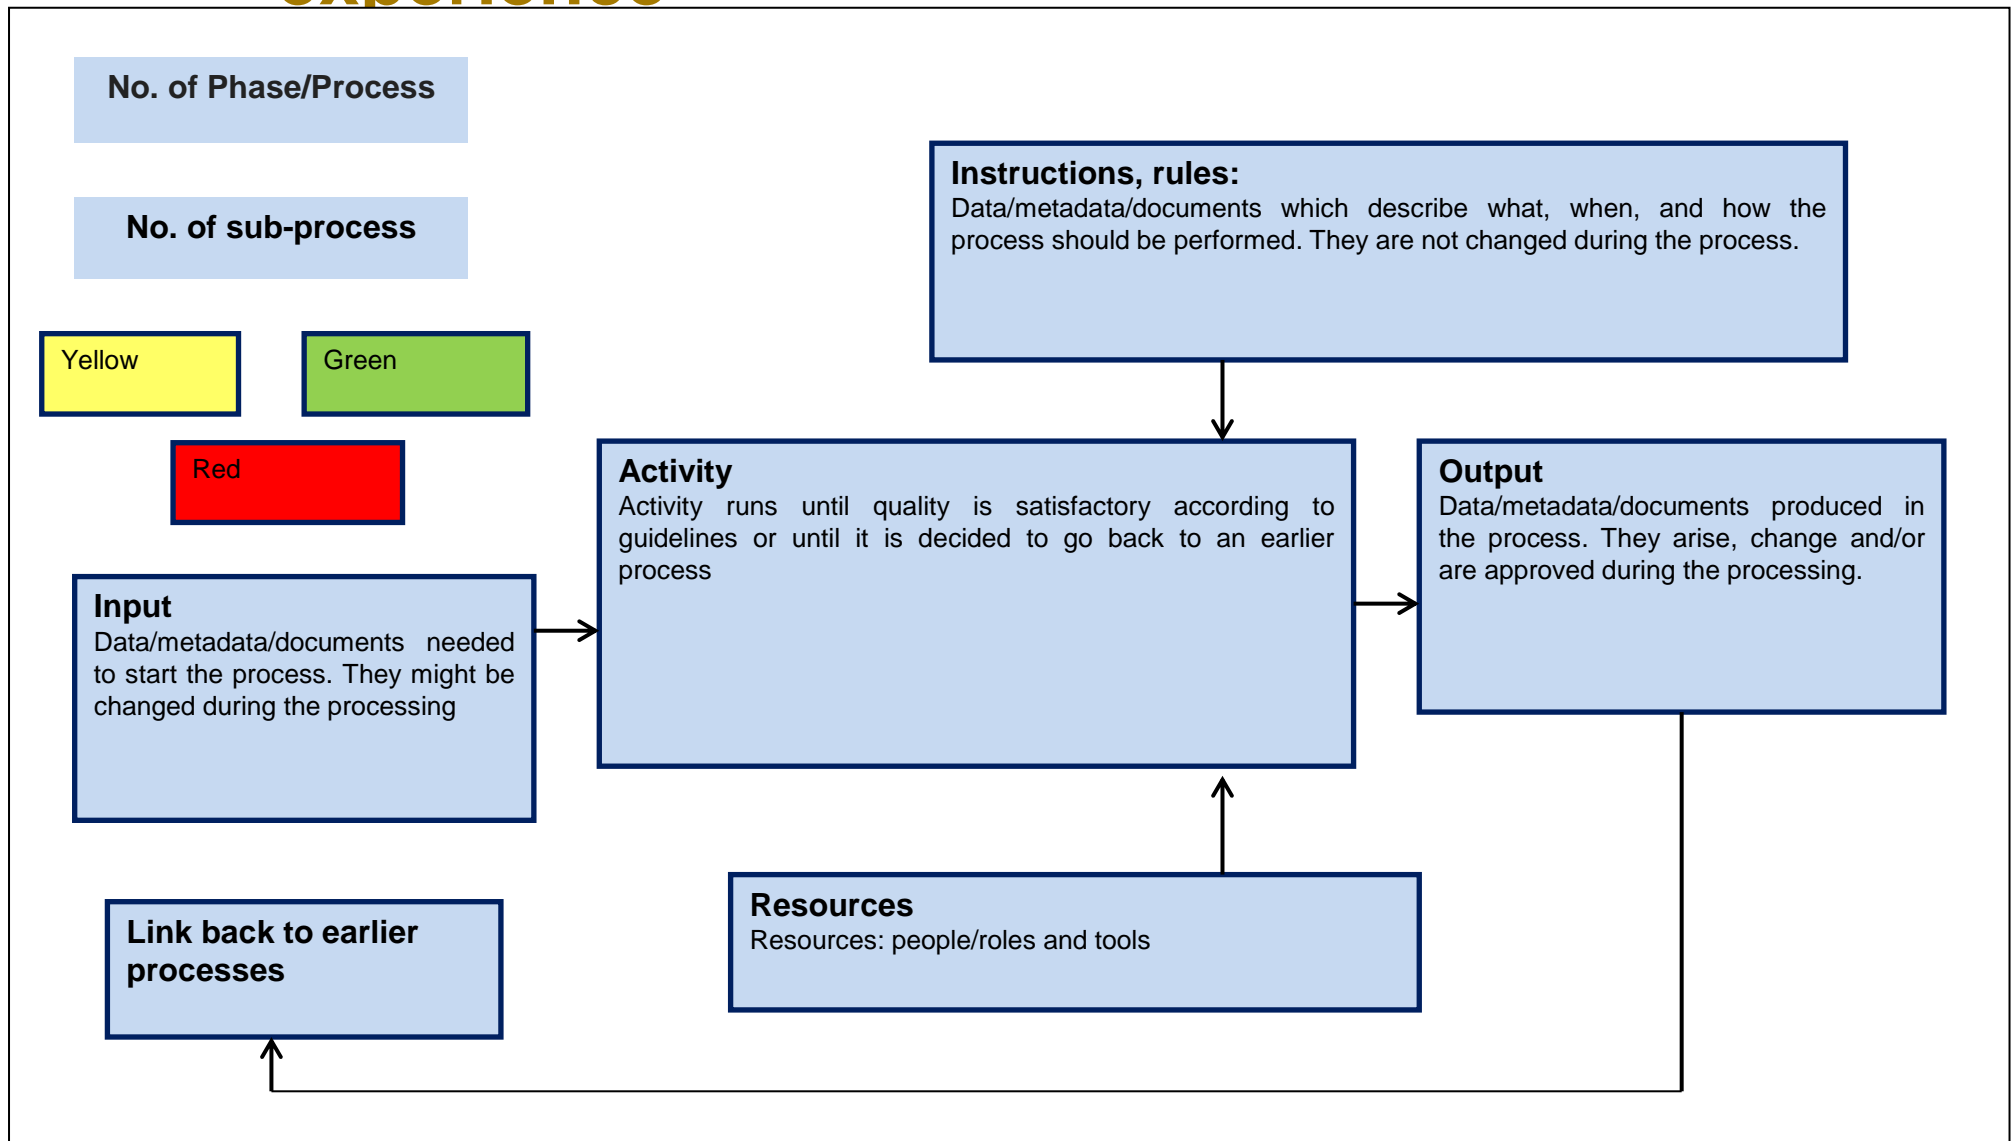 experience
No. of Phase/Process
No. of sub-process
Yellow
Green
Red
Instructions, rules:
Data/metadata/documents which describe what, when, and how the
process should be performed. They are not changed during the process.
Activity
Activity runs until quality is satisfactory according to
guidelines or until it is decided to go back to an earlier
process
Output
Data/metadata/documents produced in
the process. They arise, change and/or
are approved during the processing.
Input
Data/metadata/documents needed
to start the process. They might be
changed during the processing
Resources
Resources: people/roles and tools
Link back to earlier
processes